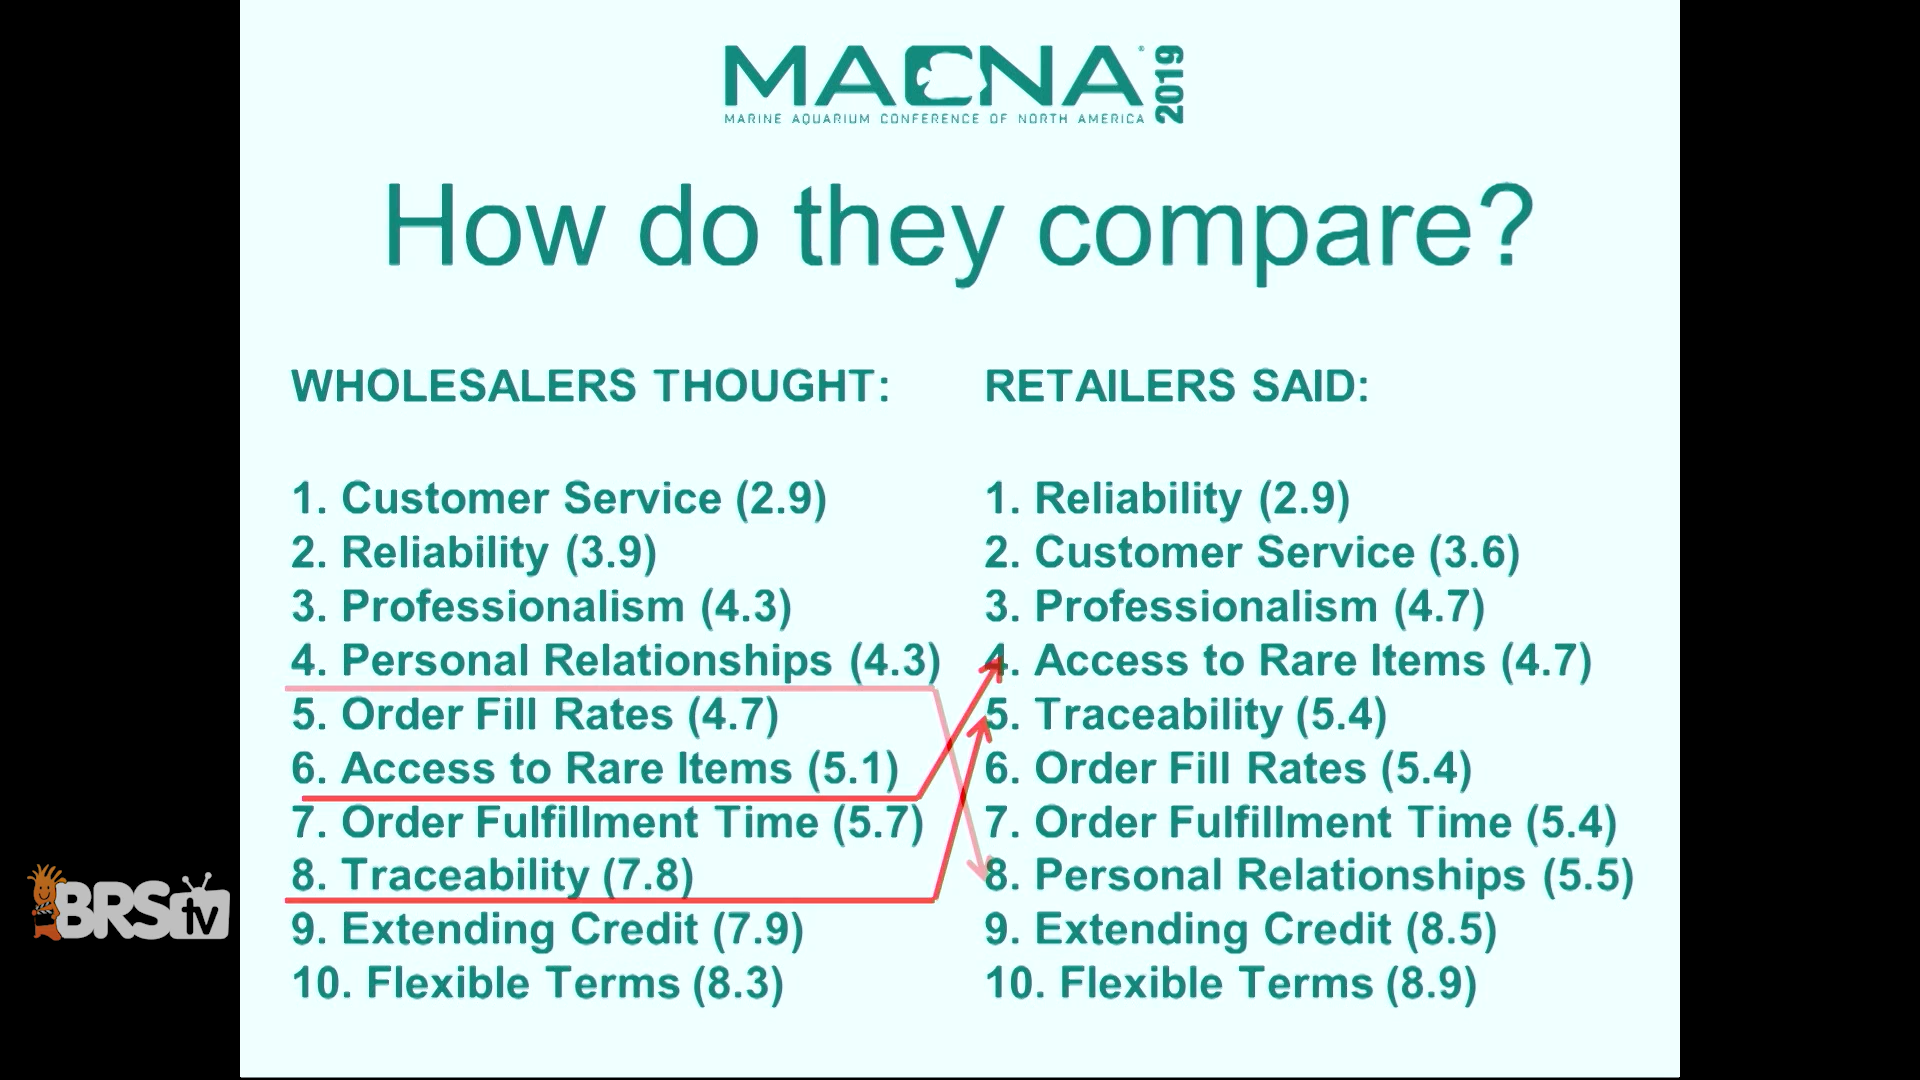 MACNA 2019
MARINE AQUARIUM CONFERENCE OF NORTH AMERICA
How do they compare?
WHOLESALERS THOUGHT:
1. Customer Service (2.9)
2. Reliability (3.9)
3. Professionalism (4.3)
4. Personal Relationships (4.3)
5. Order Fill Rates (4.7)
6. Access to Rare Items (5.1)
7. Order Fulfillment Time (5.7)
8. Traceability (7.8)
9. Extending Credit (7.9)
10. Flexible Terms (8.3)
RETAILERS SAID:
1. Reliability (2.9)
2. Customer Service (3.6)
3. Professionalism (4.7)
4. Access to Rare Items (4.7)
5. Traceability (5.4)
6. Order Fill Rates (5.4)
7. Order Fulfillment Time (5.4)
8. Personal Relationships (5.5)
9. Extending Credit (8.5)
10. Flexible Terms (8.9)
BRS tv